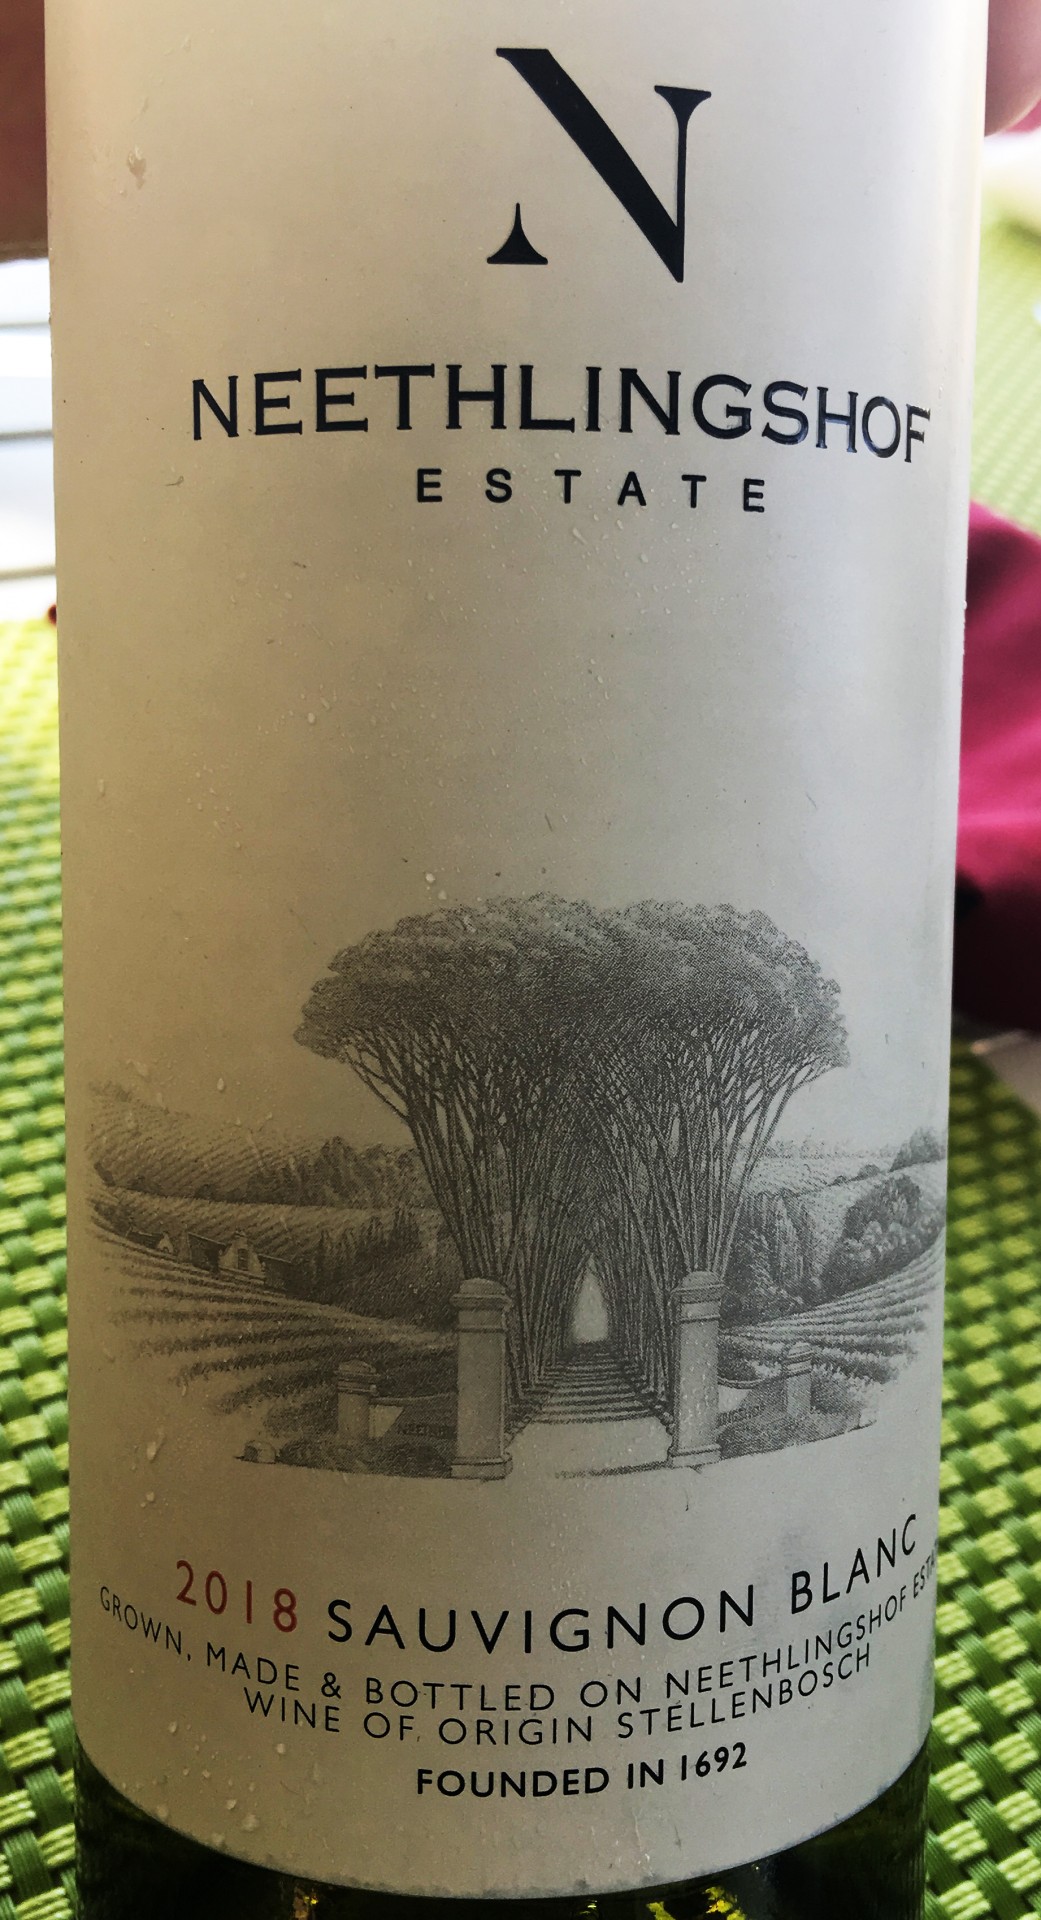 N
NEETHLINGSHOF
ESTATE
2018 SAUVIGNON BLANC
GROWN, MADE & BOTTLED ON NEETHLINGSHOF
WINE OF ORIGIN STELLENBOSCH
FOUNDED IN 1692